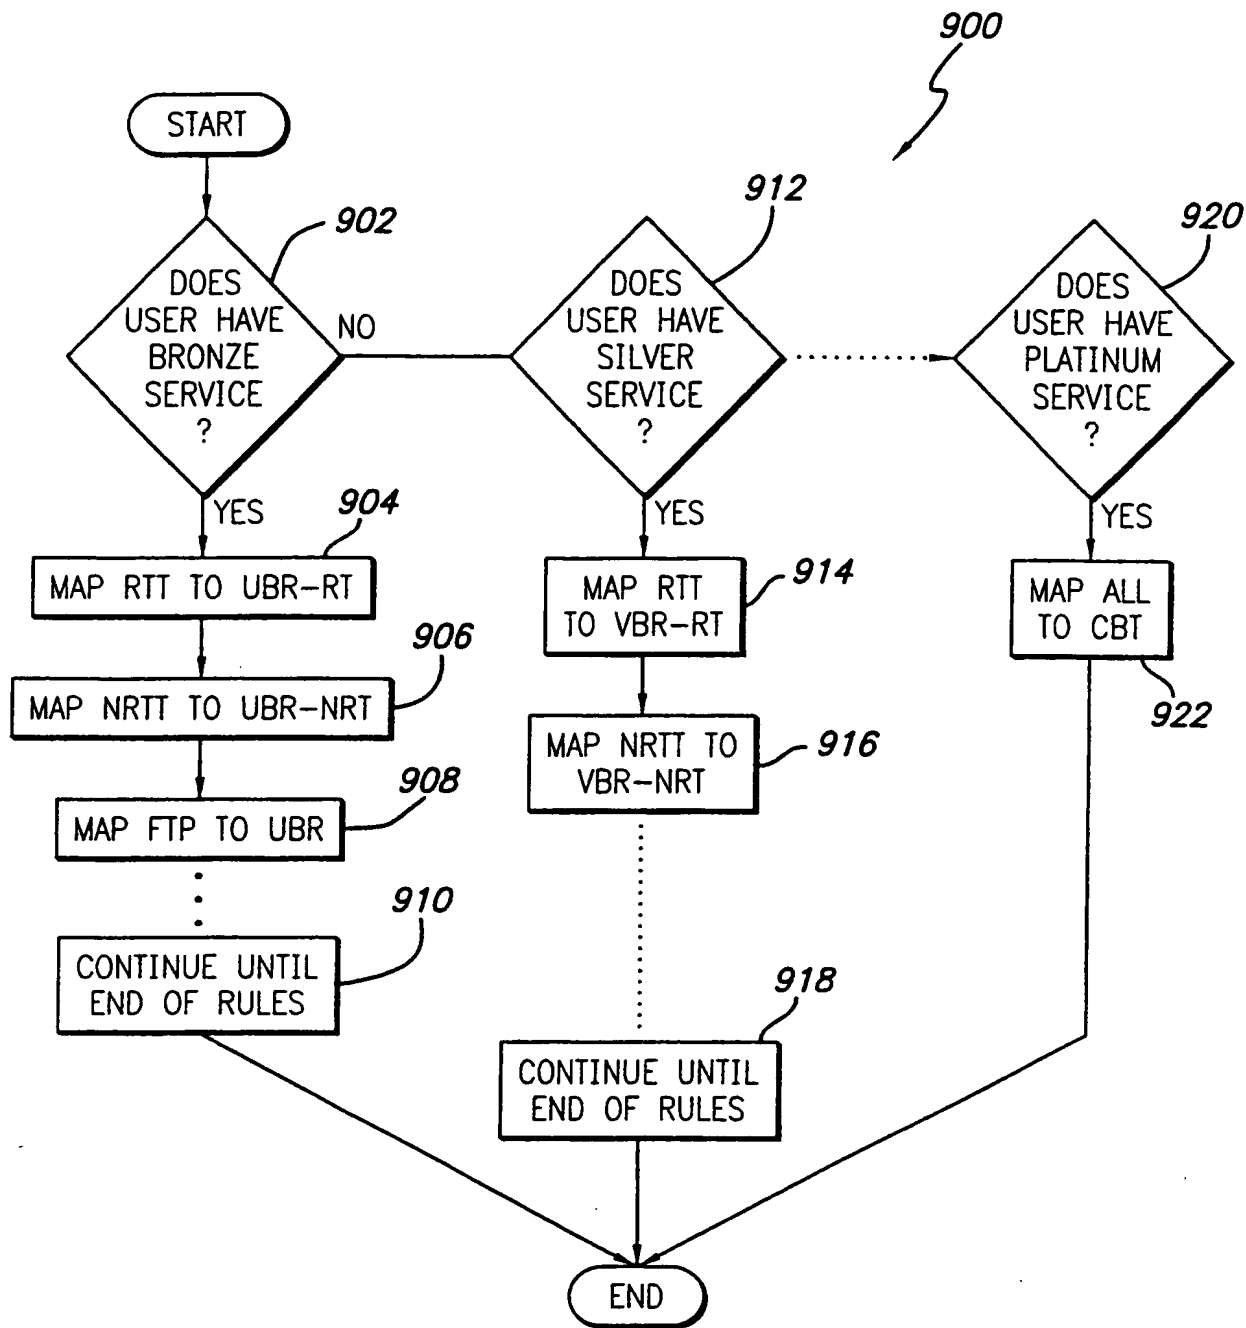 900
START
902
DOES
USER HAVE
BRONZE
SERVICE
?
NO
YES
904
MAP RTT TO UBR-RT
906
MAP NRTT TO UBR-NRT
908
MAP FTP TO UBR
910
CONTINUE UNTIL
END OF RULES
912
DOES
USER HAVE
SILVER
SERVICE
?
YES
MAP RTT
TO VBR-RT
914
MAP NRTT TO
VBR-NRT
916
918
CONTINUE UNTIL
END OF RULES
920
DOES
USER HAVE
PLATINUM
SERVICE
?
YES
MAP ALL
TO CBT
922
END